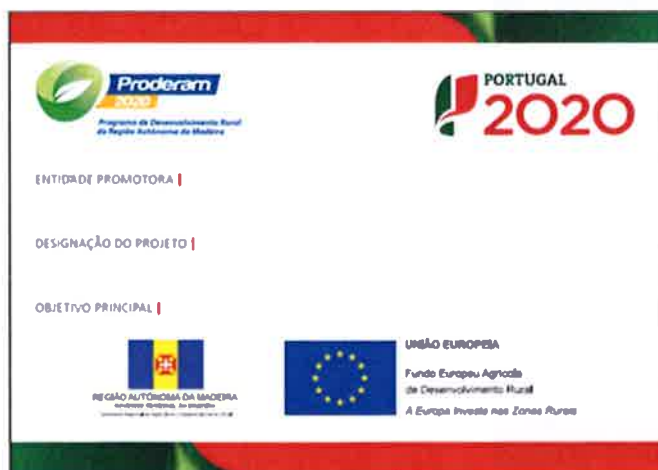 Proderam
2020
Programa de Desenvolvimento Rural
da Região Autónoma da Madeira
PORTUGAL
2020
ENTIDADE PROMOTORA |
DESIGNAÇÃO DO PROJETO |
OBJETIVO PRINCIPAL |
REGIÃO AUTÓNOMA DA MADEIRA
UNIÃO EUROPEIA
Fundo Europeu Agrícola
de Desenvolvimento Rural
A Europa Investe nas Zonas Rurais